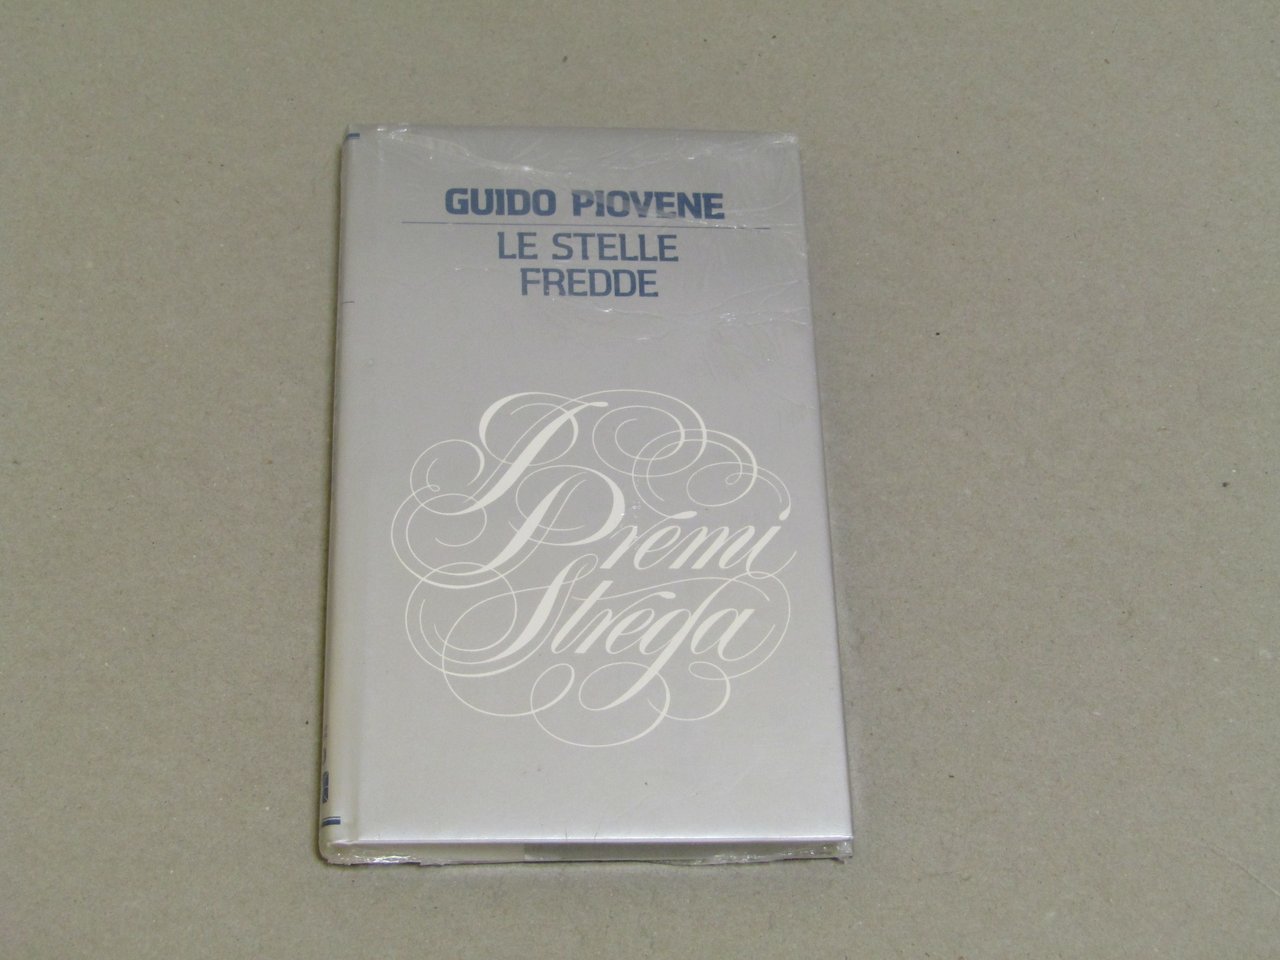 GUIDO PIOVENE
LE STELLE
FREDDE
I
Premi
Strega